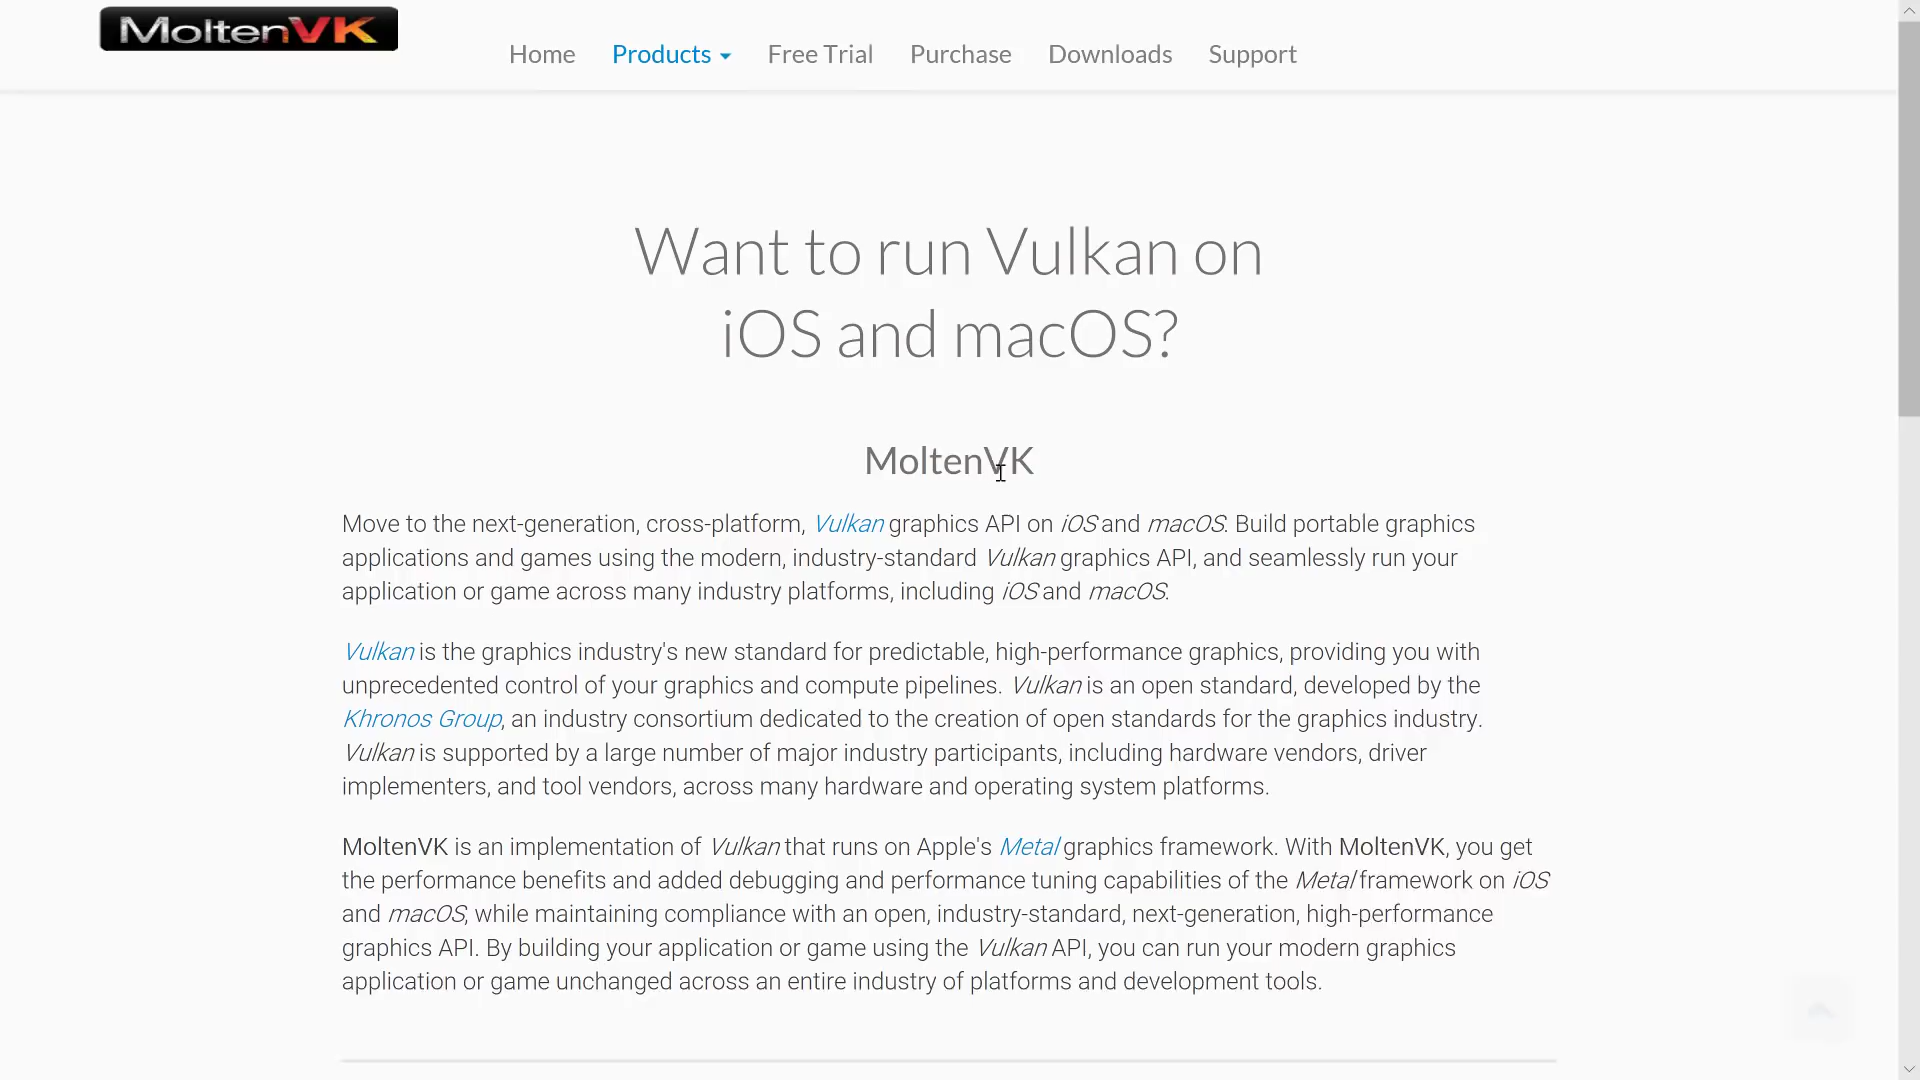 MoltenVK
Home Products Free Trial Purchase Downloads Support
Want to run Vulkan on
iOS and macOS?
MoltenVK
Move to the next-generation, cross-platform, Vulkan graphics API on iOS and macOS. Build portable graphics
applications and games using the modern, industry-standard Vulkan graphics API, and seamlessly run your
application or game across many industry platforms, including iOS and macOS.
Vulkan is the graphics industry's new standard for predictable, high-performance graphics, providing you with
unprecedented control of your graphics and compute pipelines. Vulkan is an open standard, developed by the
Khronos Group, an industry consortium dedicated to the creation of open standards for the graphics industry.
Vulkan is supported by a large number of major industry participants, including hardware vendors, driver
implementers, and tool vendors, across many hardware and operating system platforms.
MoltenVK is an implementation of Vulkan that runs on Apple's Metal graphics framework. With MoltenVK, you get
the performance benefits and added debugging and performance tuning capabilities of the Metal framework on iOS
and macOS, while maintaining compliance with an open, industry-standard, next-generation, high-performance
graphics API. By building your application or game using the Vulkan API, you can run your modern graphics
application or game unchanged across an entire industry of platforms and development tools.